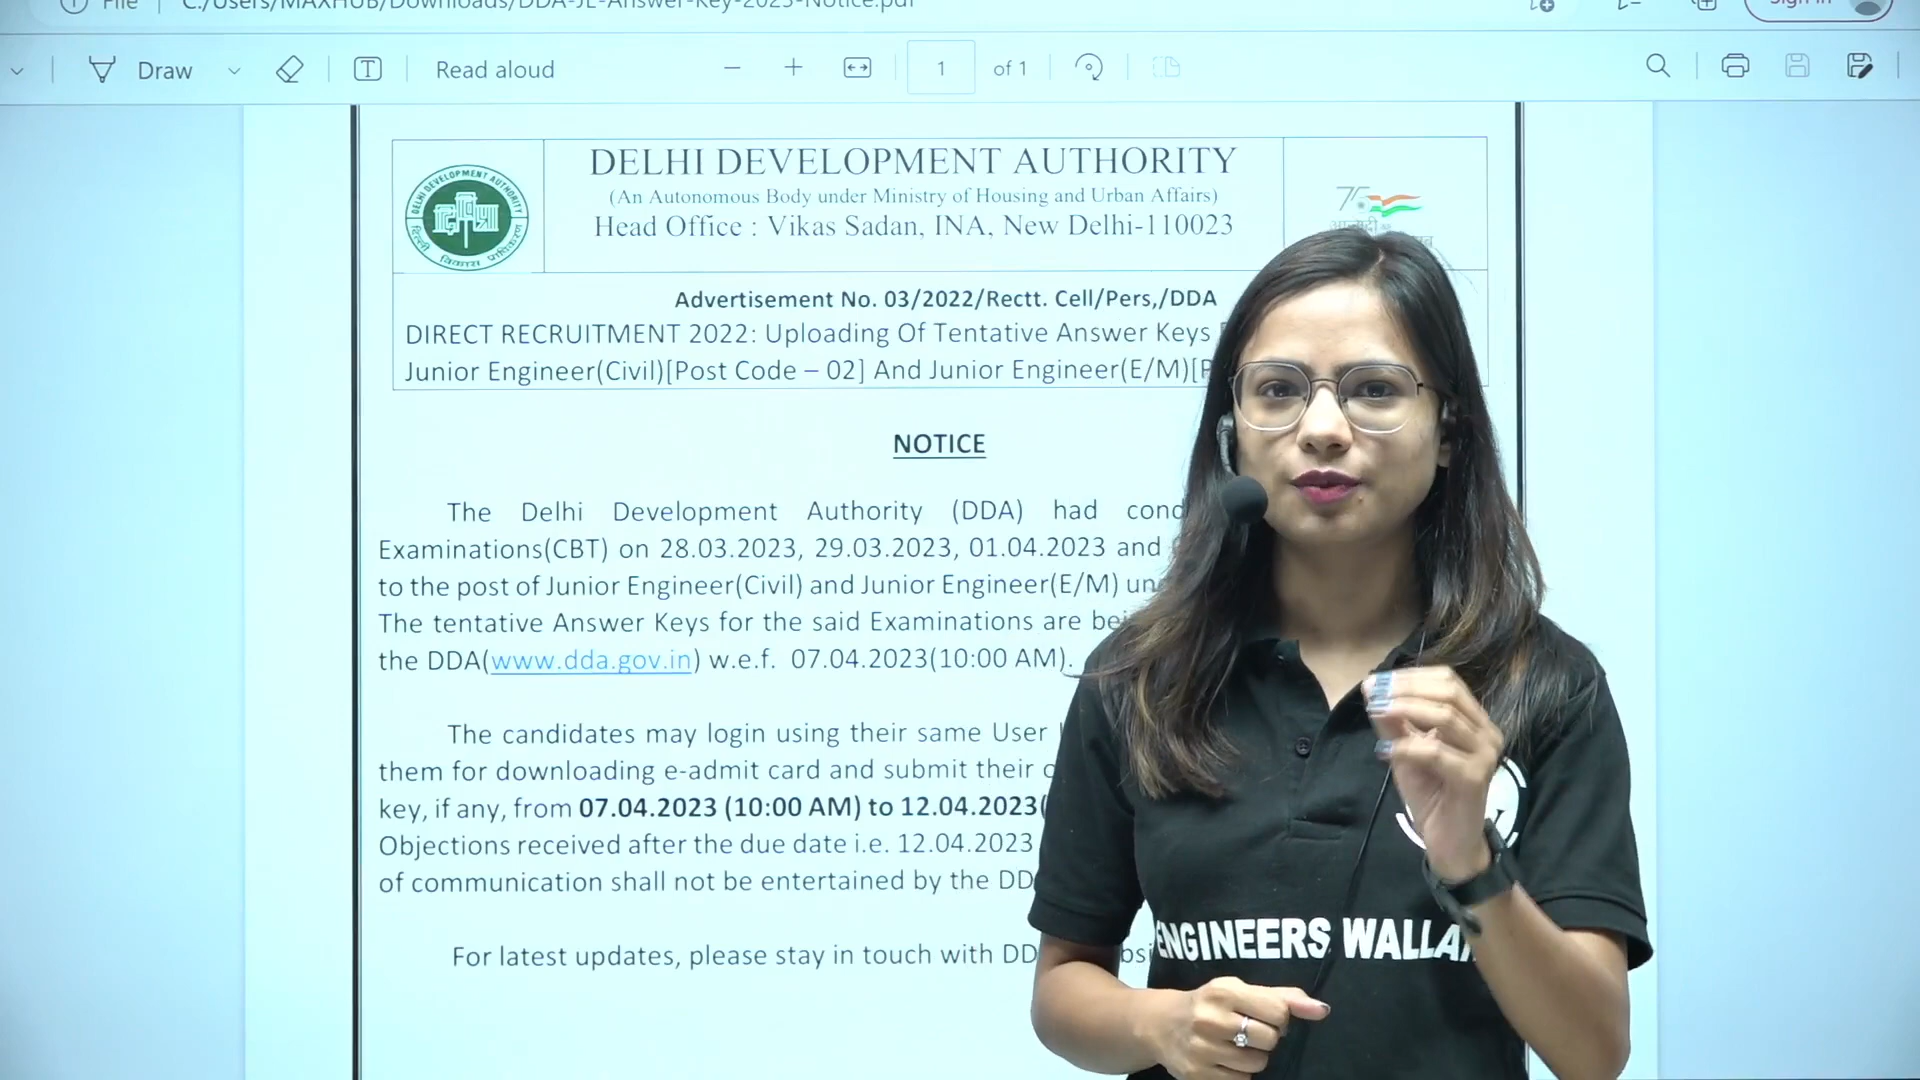 File C:/Users/MAXHUB/Downloads/DDA-JE-Answer-Key-2023-Notice.pdf Sign in
Draw Read aloud 1 of 1
DELHI DEVELOPMENT AUTHORITY
(An Autonomous Body under Ministry of Housing and Urban Affairs)
Head Office : Vikas Sadan, INA, New Delhi-110023
DELHI DEVELOPMENT AUTHORITY
दिल्ली विकास प्राधिकरण
75
Advertisement No. 03/2022/Rectt. Cell/Pers,/DDA
DIRECT RECRUITMENT 2022: Uploading Of Tentative Answer Keys
Junior Engineer(Civil)[Post Code – 02] And Junior Engineer(E/M)[P
NOTICE
The Delhi Development Authority (DDA) had cond
Examinations(CBT) on 28.03.2023, 29.03.2023, 01.04.2023 and
to the post of Junior Engineer(Civil) and Junior Engineer(E/M) un
The tentative Answer Keys for the said Examinations are bei
the DDA(www.dda.gov.in) w.e.f. 07.04.2023(10:00 AM).
The candidates may login using their same User
them for downloading e-admit card and submit their o
key, if any, from 07.04.2023 (10:00 AM) to 12.04.2023(
Objections received after the due date i.e. 12.04.2023
of communication shall not be entertained by the DD
For latest updates, please stay in touch with DD bsi
ENGINEERS WALLA